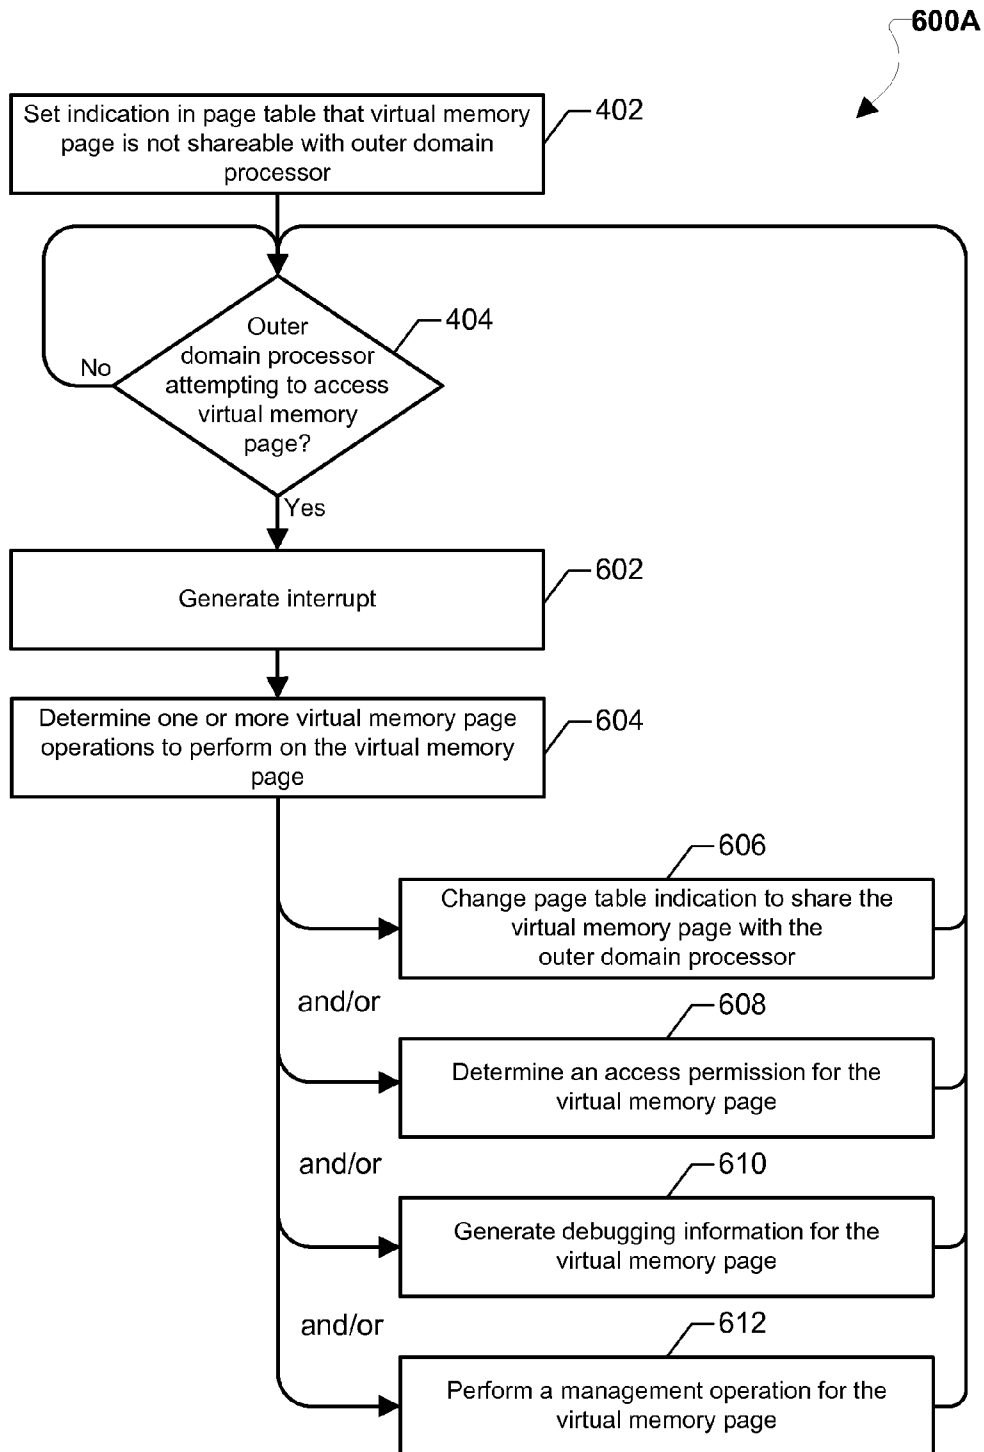 600A
Set indication in page table that virtual memory
page is not shareable with outer domain
processor
402
Outer
domain processor
attempting to access
virtual memory
page?
404
No
Yes
Generate interrupt
602
Determine one or more virtual memory page
operations to perform on the virtual memory
page
604
606
Change page table indication to share the
virtual memory page with the
outer domain processor
and/or
608
Determine an access permission for the
virtual memory page
and/or
610
Generate debugging information for the
virtual memory page
and/or
612
Perform a management operation for the
virtual memory page